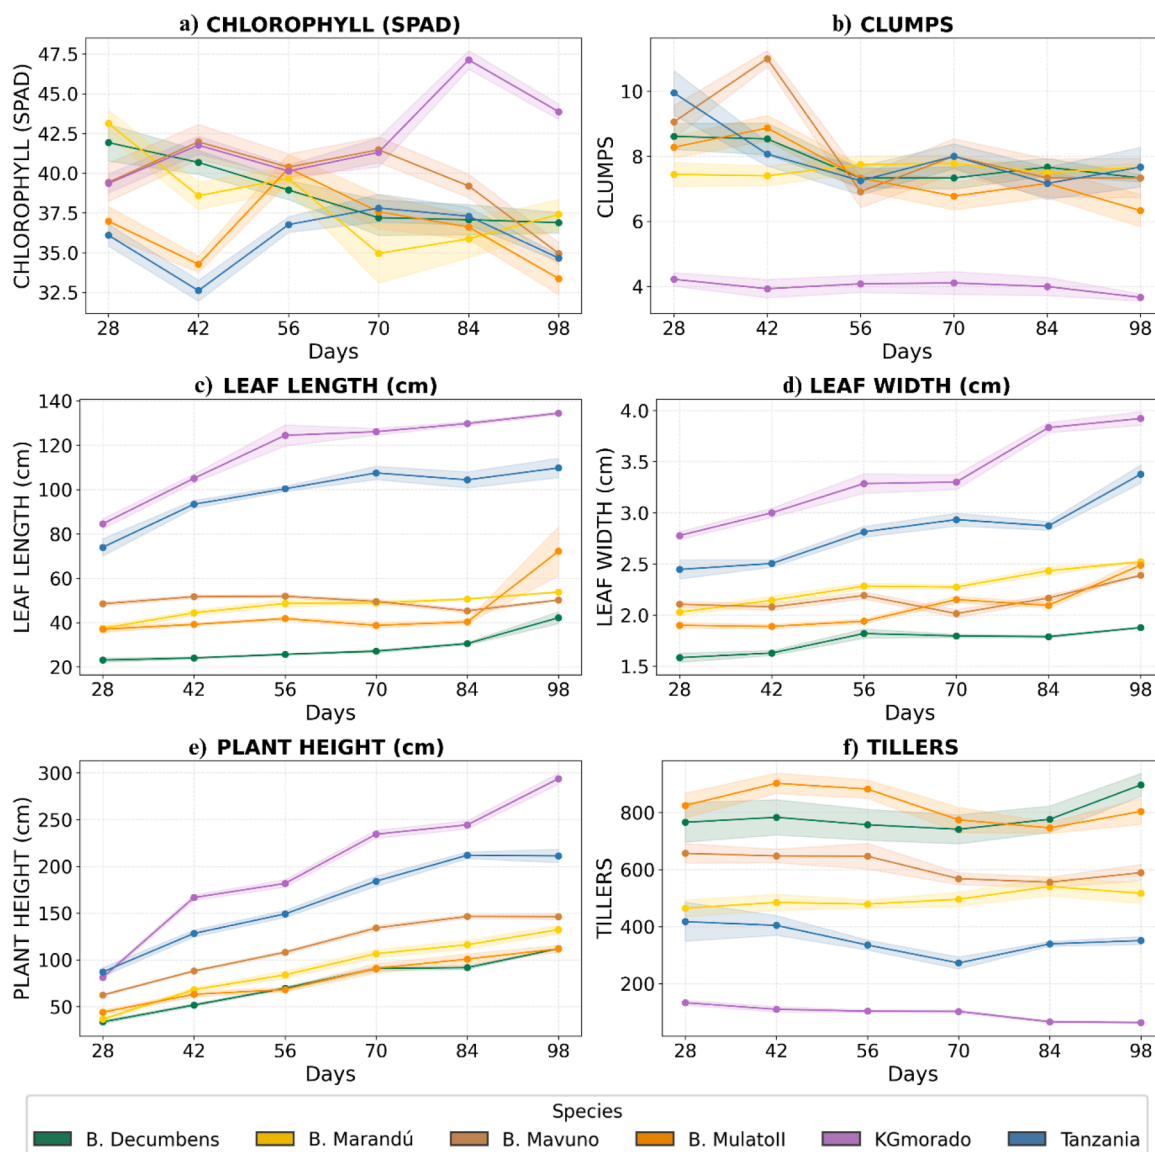 a) CHLOROPHYLL (SPAD)
CHLOROPHYLL (SPAD)
47.5
45.0
42.5
40.0
37.5
35.0
32.5
28 42 56 70 84 98
Days
b) CLUMPS
CLUMPS
10
8
6
4
28 42 56 70 84 98
Days
c) LEAF LENGTH (cm)
LEAF LENGTH (cm)
140
120
100
80
60
40
20
28 42 56 70 84 98
Days
d) LEAF WIDTH (cm)
LEAF WIDTH (cm)
4.0
3.5
3.0
2.5
2.0
1.5
28 42 56 70 84 98
Days
e) PLANT HEIGHT (cm)
PLANT HEIGHT (cm)
300
250
200
150
100
50
28 42 56 70 84 98
Days
f) TILLERS
TILLERS
800
600
400
200
28 42 56 70 84 98
Days
Species
B. Decumbens B. Marandú B. Mavuno B. MulatoII KGmorado Tanzania